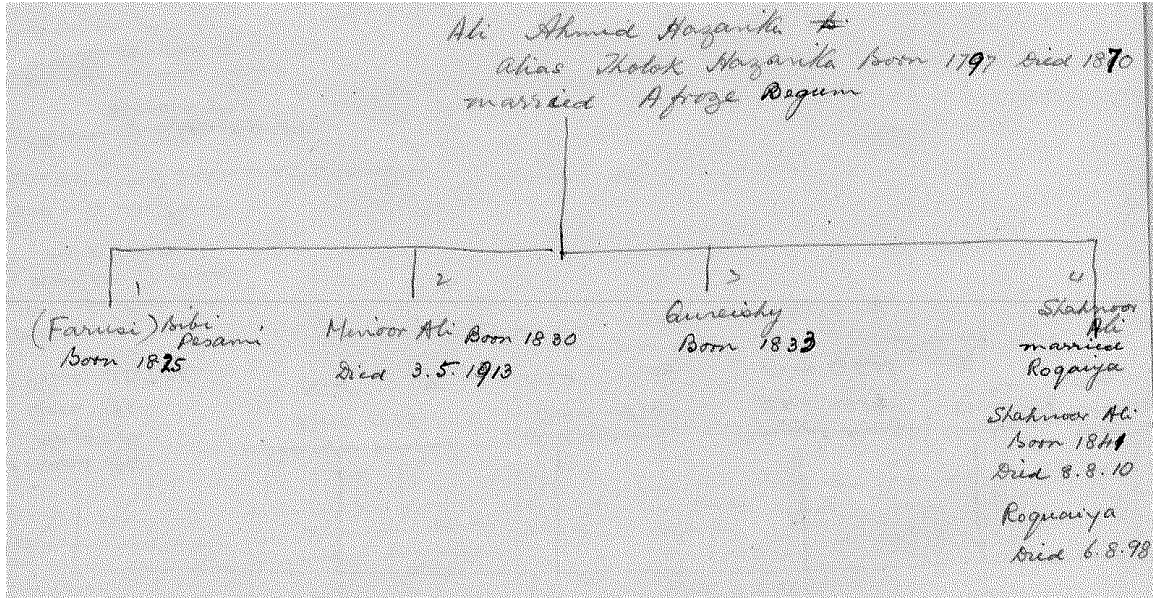 Ali Ahmed Hazarika
alias Tholok Hazarika Born 1797 Died 1870
married Afroze Begum
1
2
3
4
(Farusi) Bibi
Pesami
Born 1825
Minoor Ali Born 1830
Died 3.5.1913
Qureishy
Born 1833
Shahnoor
Ali
married
Roqaiya
Shahnoor Ali
Born 1841
Died 8.8.10
Roquaiya
Died 6.8.98